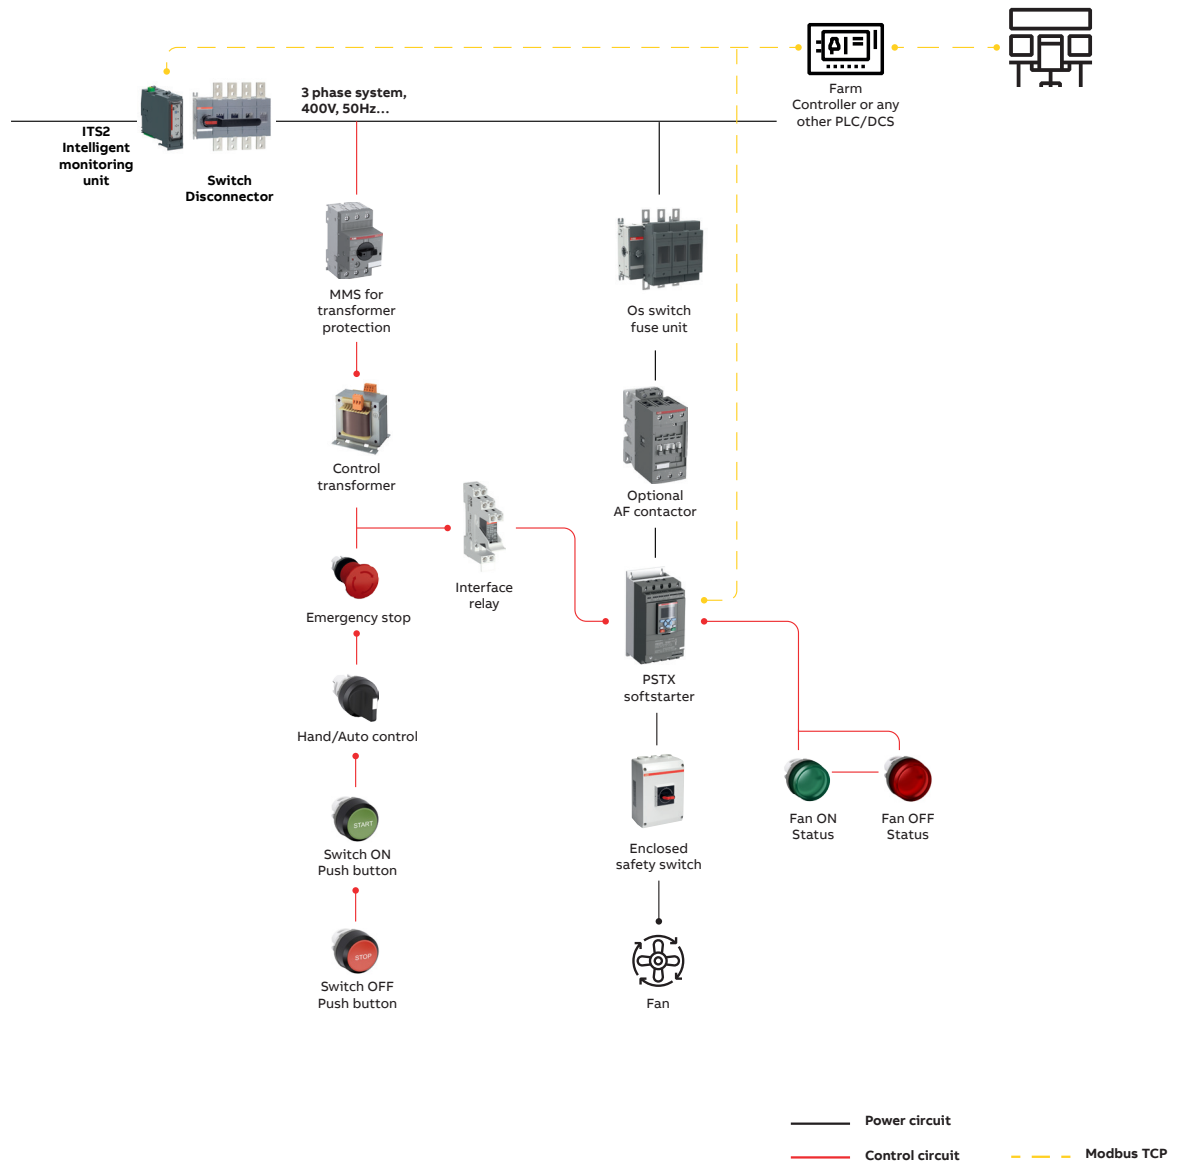 3 phase system,
400V, 50Hz...
ITS2
Intelligent
monitoring
unit
Switch
Disconnector
Farm
Controller or any
other PLC/DCS
MMS for
transformer
protection
Os switch
fuse unit
Control
transformer
Optional
AF contactor
Interface
relay
Emergency stop
PSTX
softstarter
Hand/Auto control
START
Switch ON
Push button
Enclosed
safety switch
Fan ON
Status
Fan OFF
Status
STOP
Switch OFF
Push button
Fan
Power circuit
Control circuit
Modbus TCP